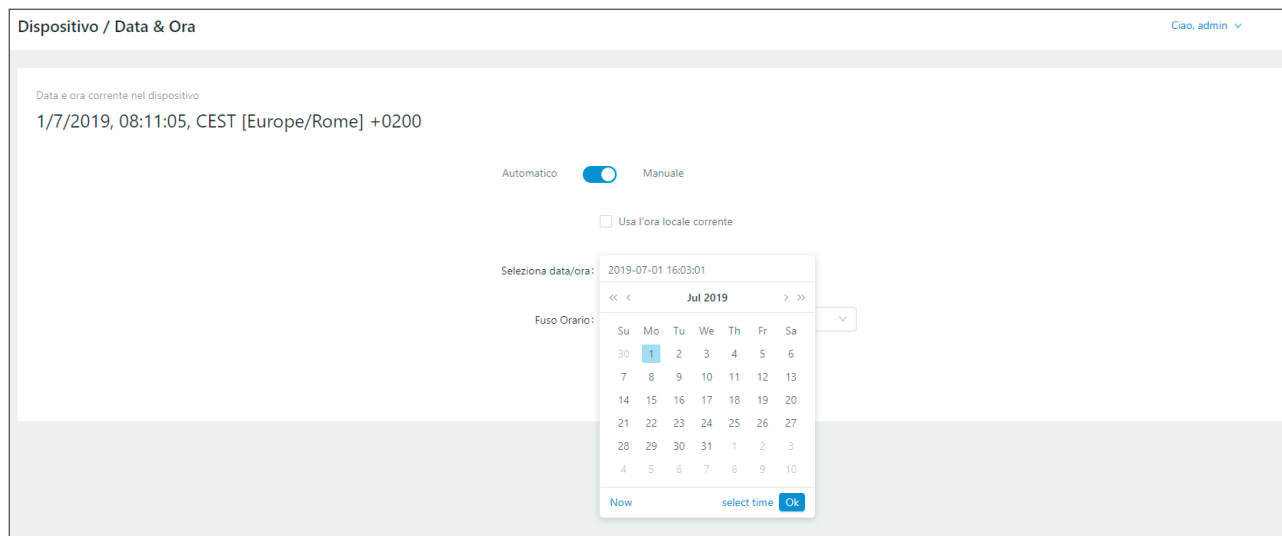 Dispositivo / Data & Ora
Ciao, admin
Data e ora corrente nel dispositivo
1/7/2019, 08:11:05, CEST [Europe/Rome] +0200
Automatico Manuale
Usa l'ora locale corrente
Seleziona data/ora: 2019-07-01 16:03:01
« ‹ Jul 2019 › »
Fuso Orario:
Su Mo Tu We Th Fr Sa
30 1 2 3 4 5 6
7 8 9 10 11 12 13
14 15 16 17 18 19 20
21 22 23 24 25 26 27
28 29 30 31 1 2 3
4 5 6 7 8 9 10
Now select time Ok